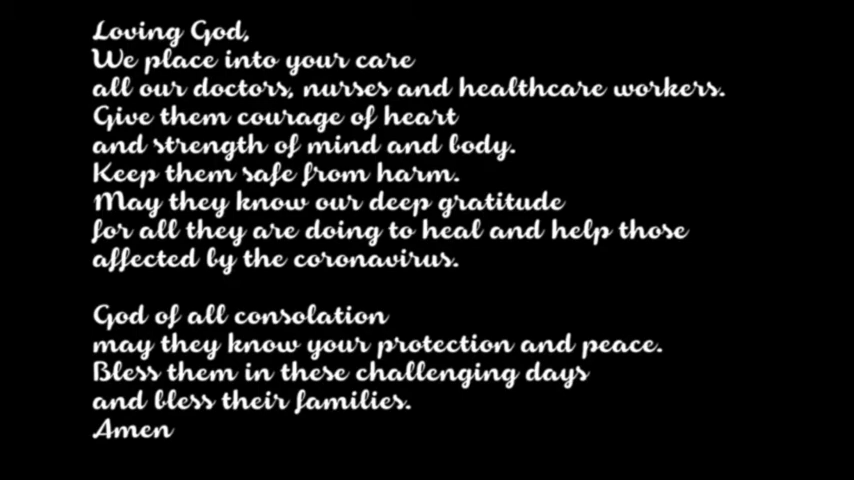 Loving God,
We place into your care
all our doctors, nurses and healthcare workers.
Give them courage of heart
and strength of mind and body.
Keep them safe from harm.
May they know our deep gratitude
for all they are doing to heal and help those
affected by the coronavirus.
God of all consolation
may they know your protection and peace.
Bless them in these challenging days
and bless their families.
Amen